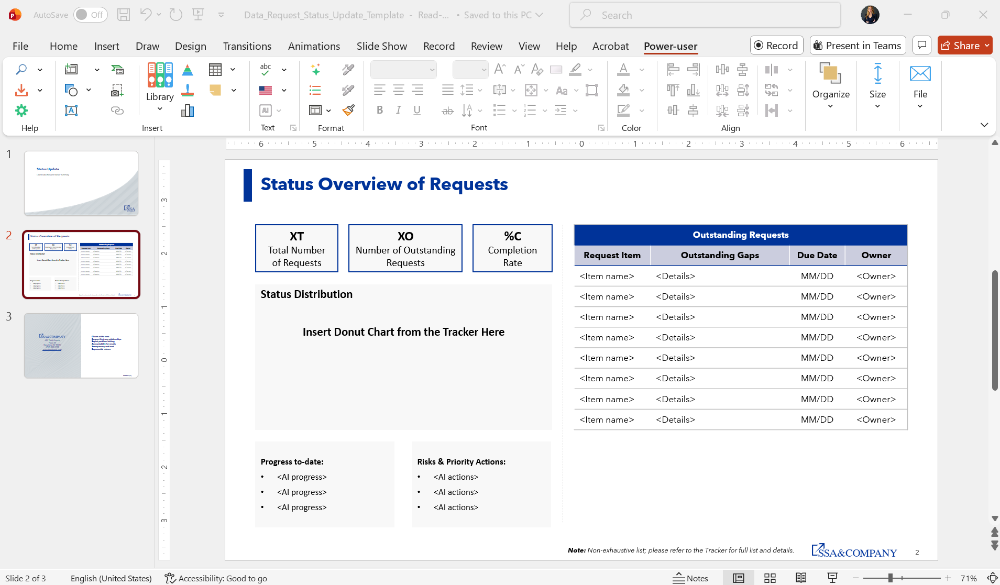 AutoSave
Off
Data_Request_Status_Update_Template - Read-... • Saved to this PC
Search
File
Home
Insert
Draw
Design
Transitions
Animations
Slide Show
Record
Review
View
Help
Acrobat
Power-user
Record
Present in Teams
Share
Library
Organize
Size
File
Help
Insert
Text
Format
Font
Color
Align
1
Status Update
2
3
6 5 4 3 2 1 0 1 2 3 4 5 6
3
2
1
0
1
2
3
Status Overview of Requests
XT
Total Number
of Requests
XO
Number of Outstanding
Requests
%C
Completion
Rate
Status Distribution
Insert Donut Chart from the Tracker Here
Progress to-date:
• <AI progress>
• <AI progress>
• <AI progress>
Risks & Priority Actions:
• <AI actions>
• <AI actions>
• <AI actions>
Outstanding Requests
Request Item Outstanding Gaps Due Date Owner
<Item name> <Details> MM/DD <Owner>
<Item name> <Details> MM/DD <Owner>
<Item name> <Details> MM/DD <Owner>
<Item name> <Details> MM/DD <Owner>
<Item name> <Details> MM/DD <Owner>
<Item name> <Details> MM/DD <Owner>
<Item name> <Details> MM/DD <Owner>
<Item name> <Details> MM/DD <Owner>
Note: Non-exhaustive list; please refer to the Tracker for full list and details.
SSA&COMPANY
2
Slide 2 of 3
English (United States)
Accessibility: Good to go
Notes
71%